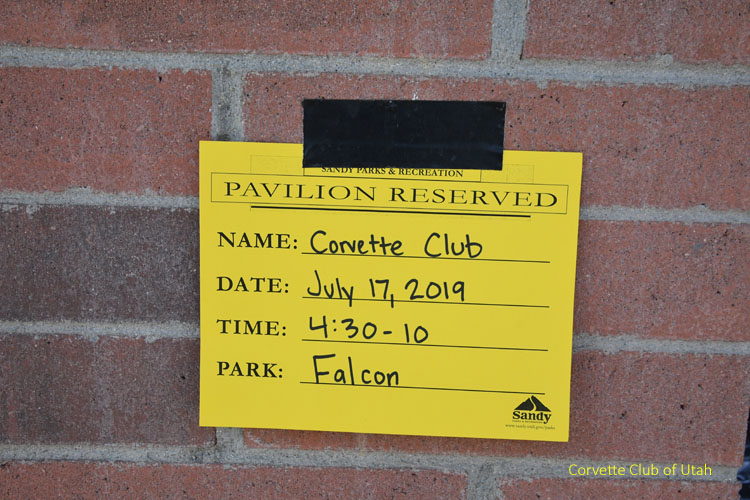 SANDY PARKS & RECREATION
PAVILION RESERVED
NAME: Corvette Club
DATE: July 17, 2019
TIME: 4:30-10
PARK: Falcon
Sandy
Corvette Club of Utah